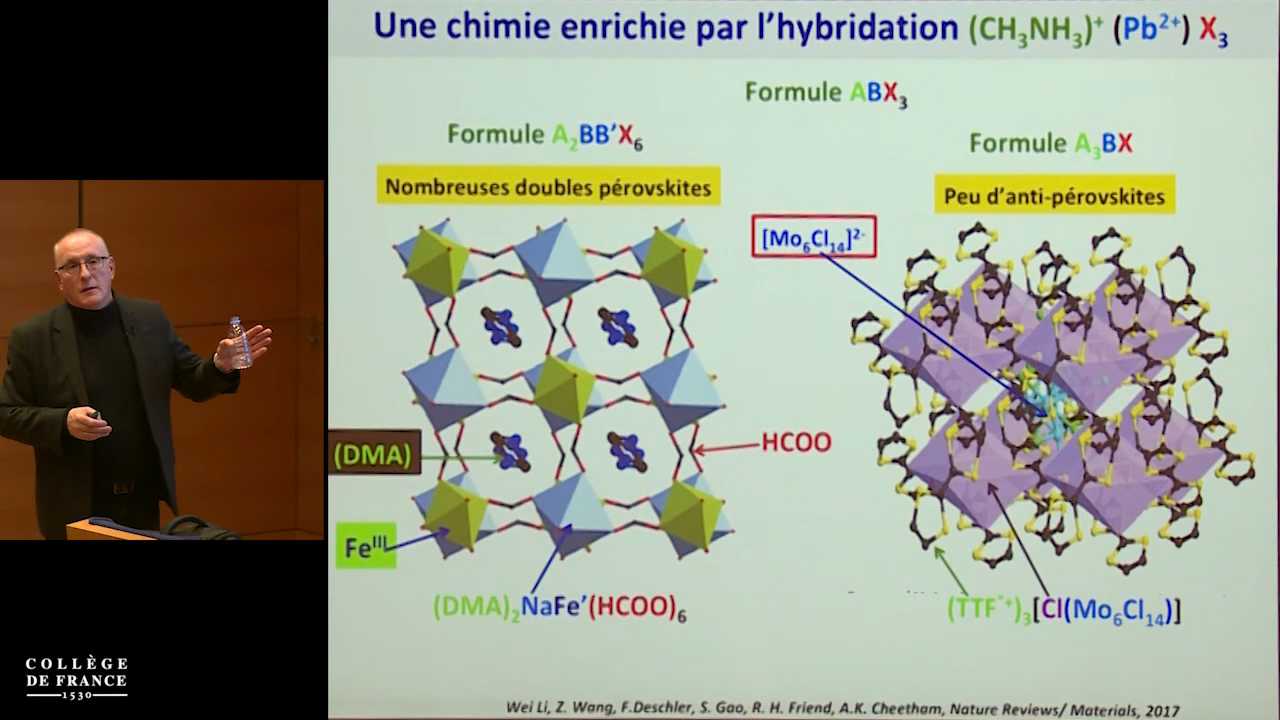 Une chimie enrichie par l'hybridation (CH₃NH₃)⁺ (Pb²⁺) X₃
Formule ABX₃
Formule A₂BB'X₆
Formule A₃BX
Nombreuses doubles pérovskites
Peu d'anti-pérovskites
[Mo₆Cl₁₄]²⁻
(DMA)
HCOO
Feᴵᴵᴵ
(DMA)₂NaFe'(HCOO)₆
(TTF˙⁺)₃[Cl(Mo₆Cl₁₄)]
Wei Li, Z. Wang, F.Deschler, S. Gao, R. H. Friend, A.K. Cheetham, Nature Reviews/ Materials, 2017
COLLÈGE
DE FRANCE
1530